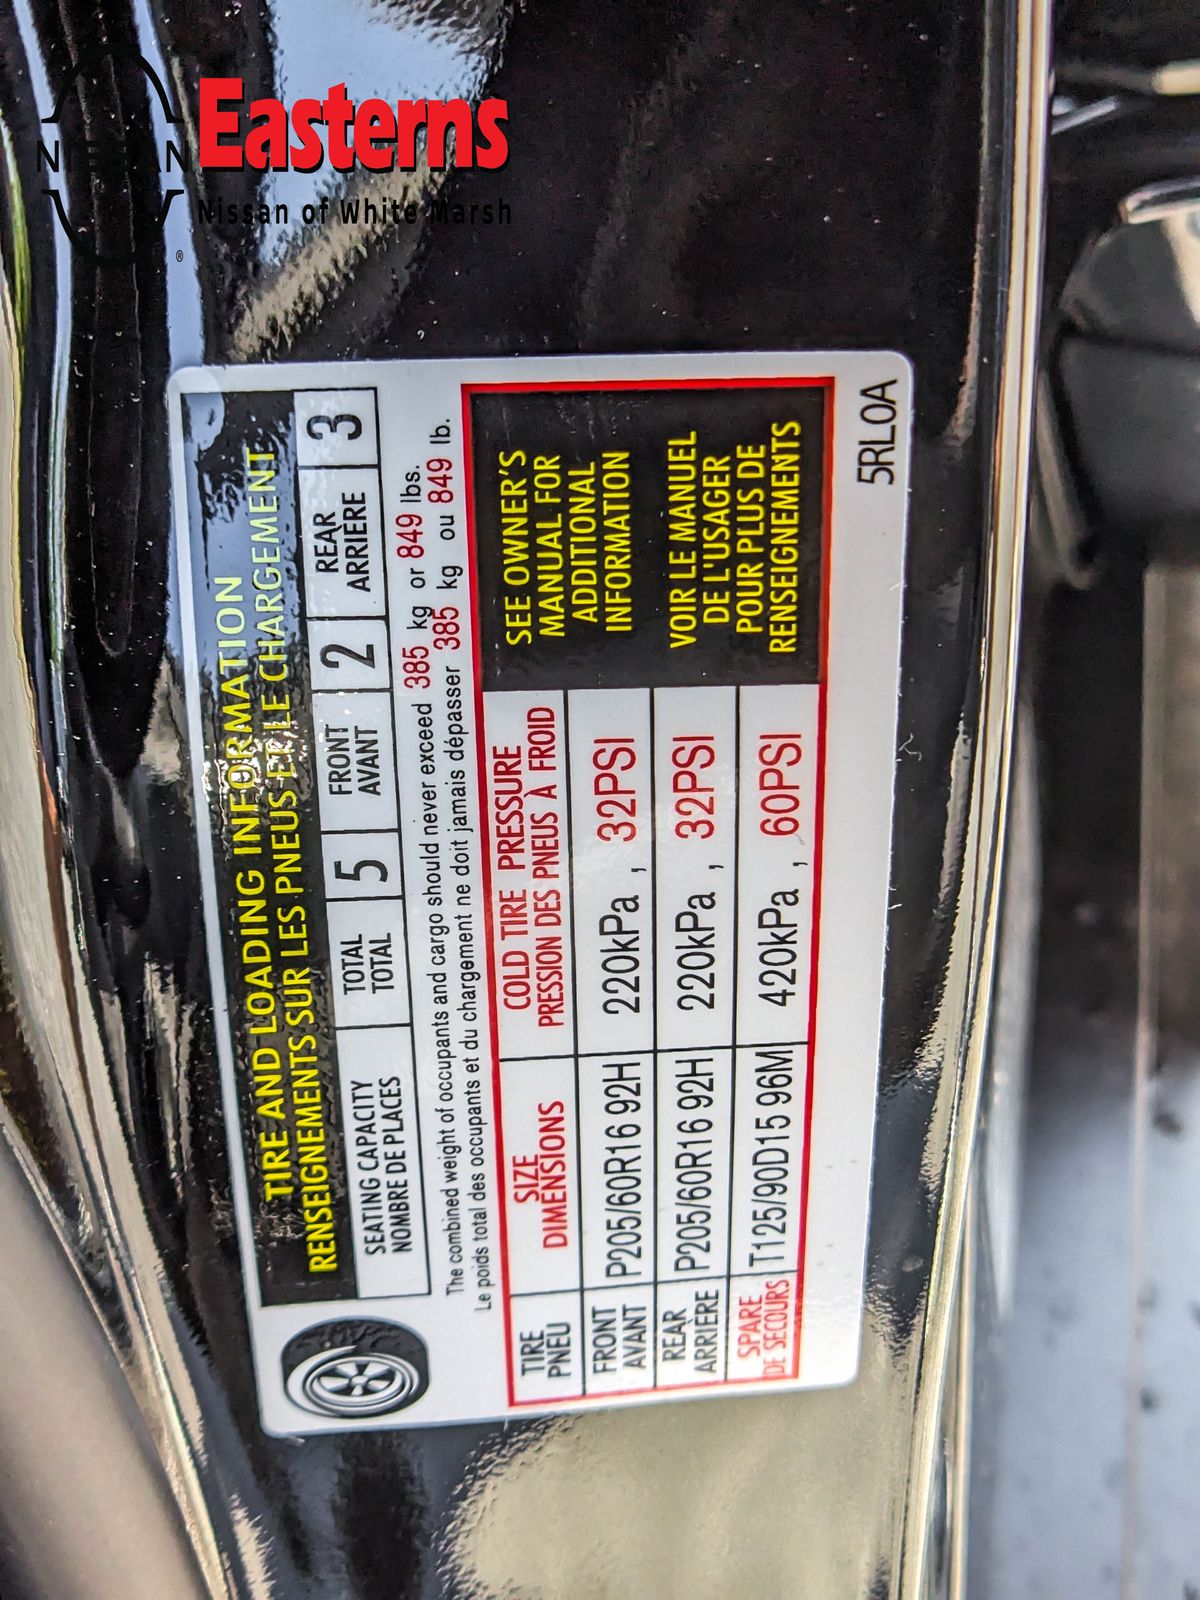 NISSAN
®
Easterns
Nissan of White Marsh
TIRE AND LOADING INFORMATION
RENSEIGNEMENTS SUR LES PNEUS ET LE CHARGEMENT
SEATING CAPACITY
NOMBRE DE PLACES
TOTAL
TOTAL
5
FRONT
AVANT
2
REAR
ARRIÈRE
3
The combined weight of occupants and cargo should never exceed 385 kg or 849 lbs.
Le poids total des occupants et du chargement ne doit jamais dépasser 385 kg ou 849 lb.
TIRE
PNEU
SIZE
DIMENSIONS
COLD TIRE PRESSURE
PRESSION DES PNEUS À FROID
FRONT
AVANT
P205/60R16 92H
220kPa , 32PSI
REAR
ARRIÈRE
P205/60R16 92H
220kPa , 32PSI
SPARE
DE SECOURS
T125/90D15 96M
420kPa , 60PSI
SEE OWNER'S
MANUAL FOR
ADDITIONAL
INFORMATION
VOIR LE MANUEL
DE L'USAGER
POUR PLUS DE
RENSEIGNEMENTS
5RL0A